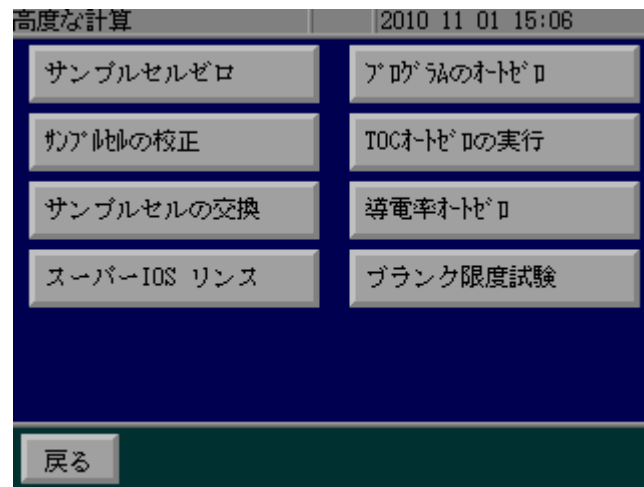 高度な計算 2010 11 01 15:06
サンプルセルゼロ
ﾌﾟﾛｸﾞﾗﾑのｵｰﾄｾﾞﾛ
ｻﾝﾌﾟﾙｾﾙの校正
TOCｵｰﾄｾﾞﾛの実行
サンプルセルの交換
導電率ｵｰﾄｾﾞﾛ
スーパーIOS リンス
ブランク限度試験
戻る